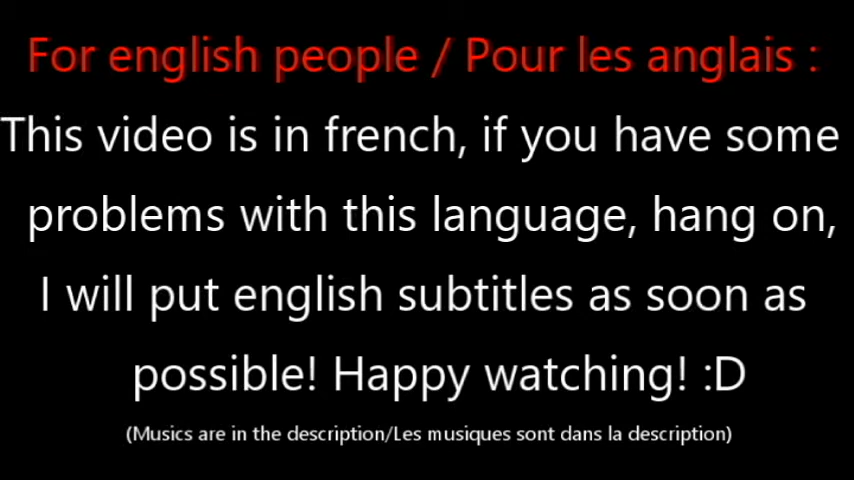 For english people / Pour les anglais :
This video is in french, if you have some
problems with this language, hang on,
I will put english subtitles as soon as
possible! Happy watching! :D
(Musics are in the description/Les musiques sont dans la description)